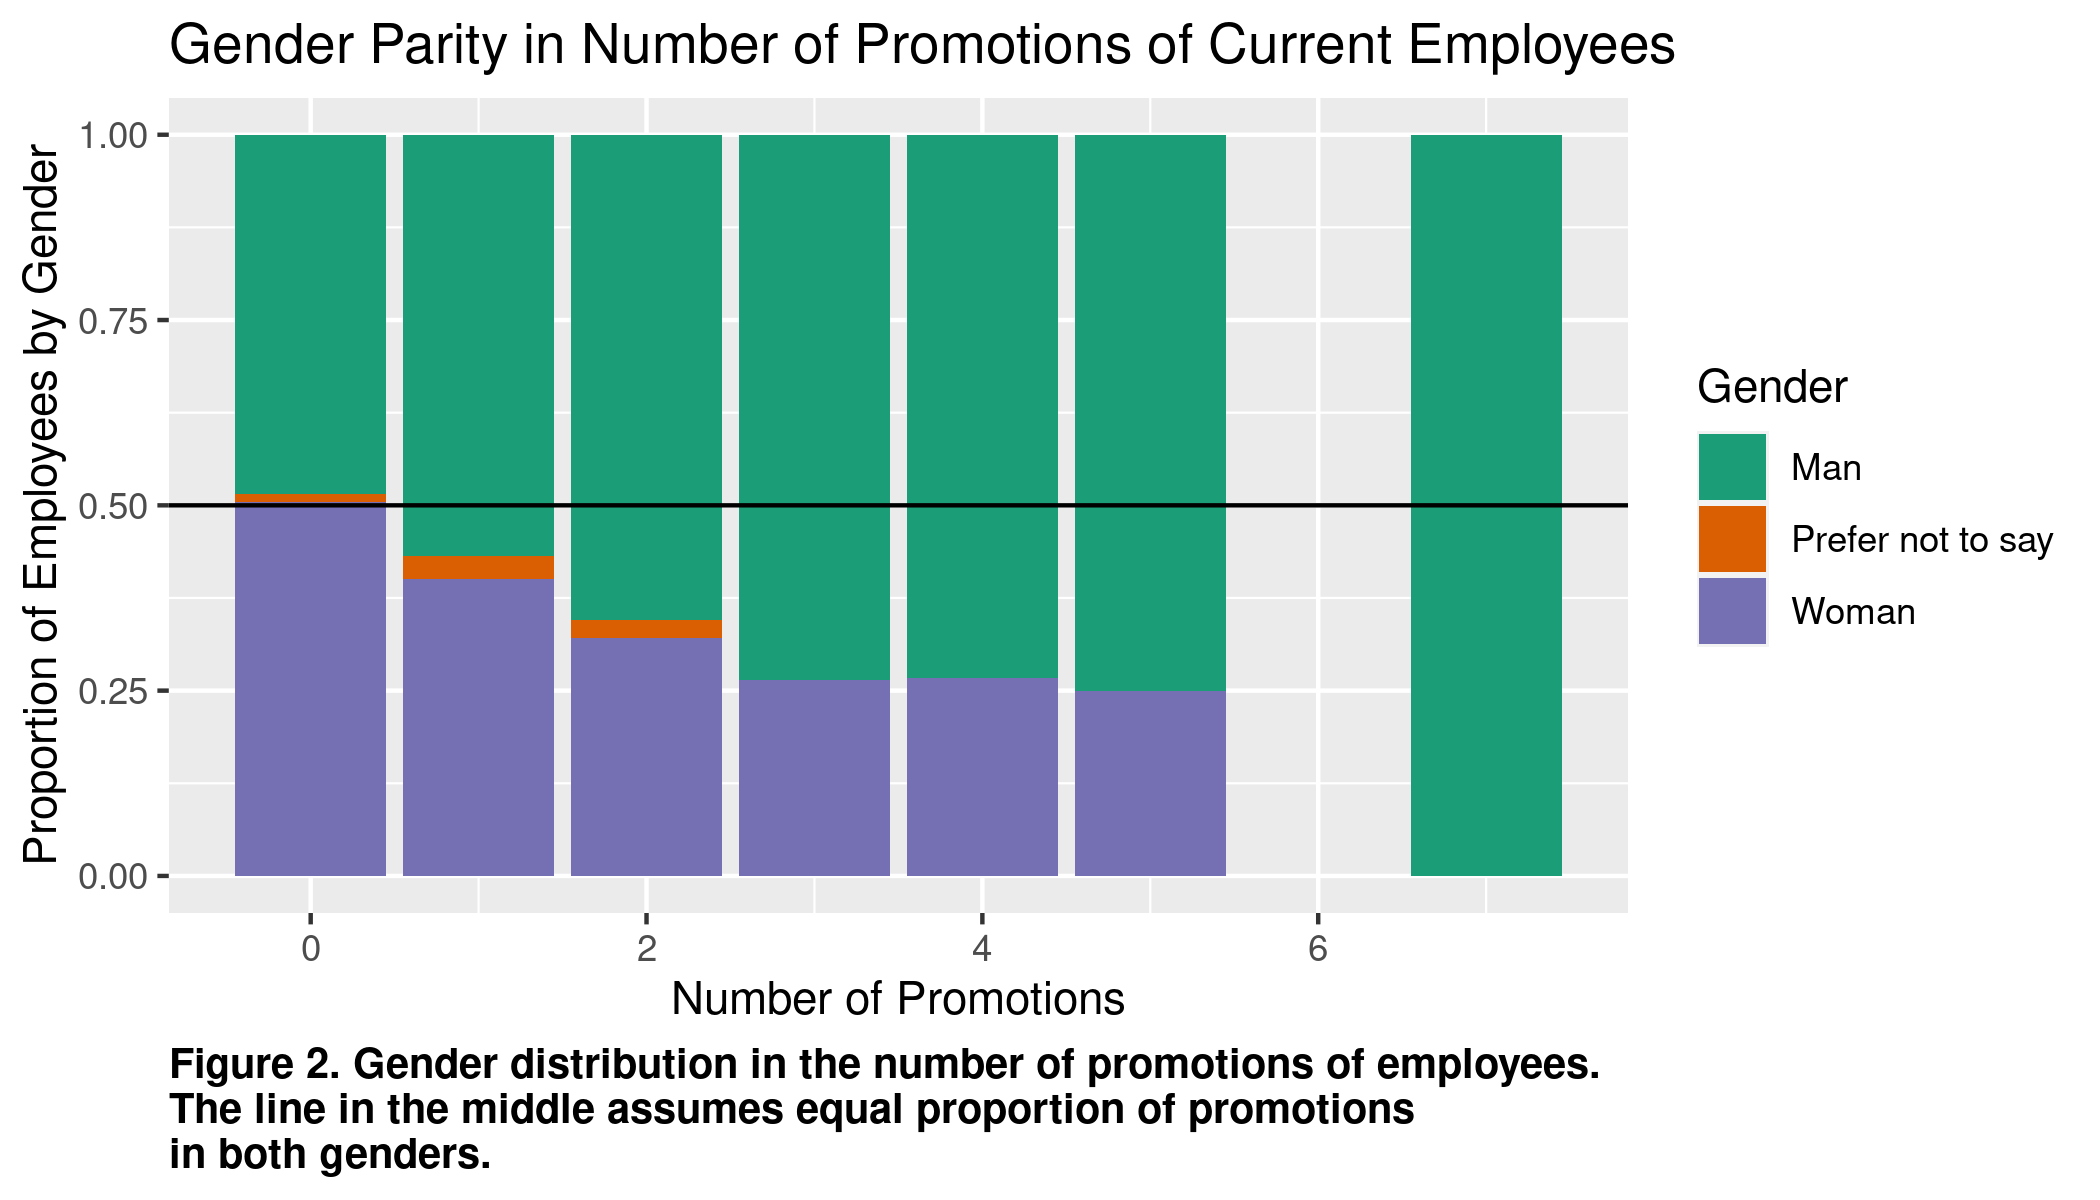 Gender Parity in Number of Promotions of Current Employees
Proportion of Employees by Gender
1.00
0.75
0.50
0.25
0.00
0
2
4
6
Number of Promotions
Gender
Man
Prefer not to say
Woman
Figure 2. Gender distribution in the number of promotions of employees.
The line in the middle assumes equal proportion of promotions
in both genders.